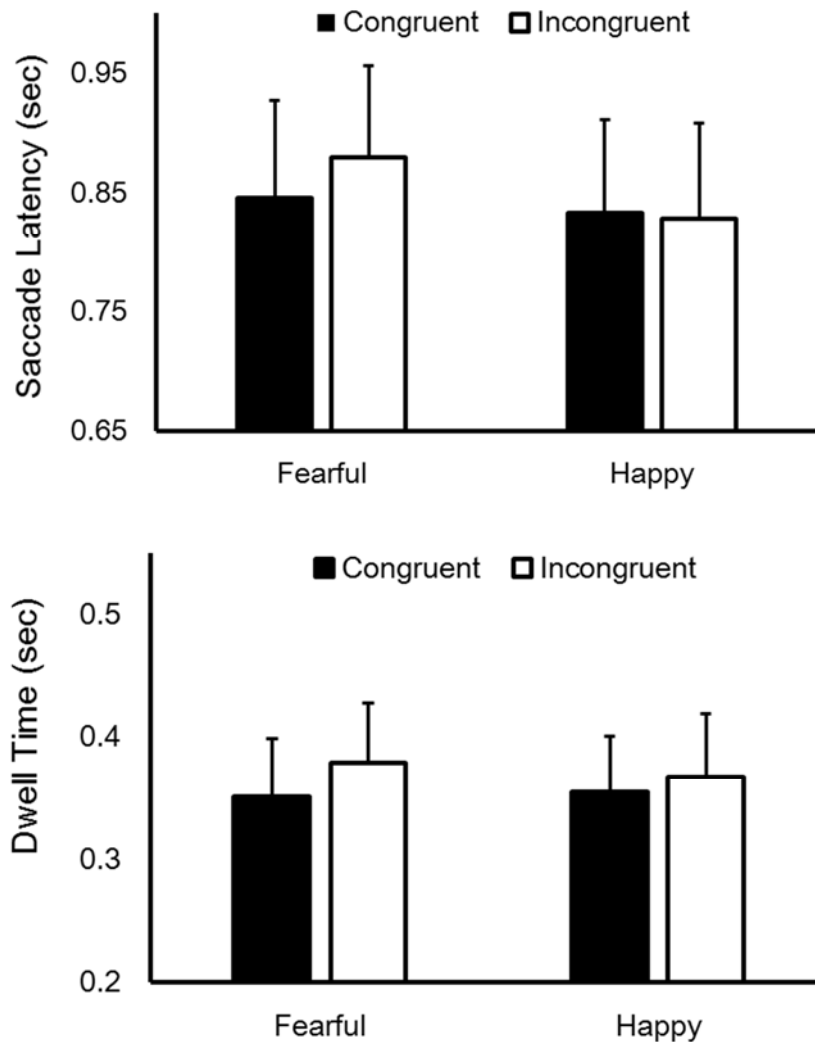 Congruent Incongruent
Saccade Latency (sec)
0.95
0.85
0.75
0.65
Fearful Happy
Congruent Incongruent
Dwell Time (sec)
0.5
0.4
0.3
0.2
Fearful Happy